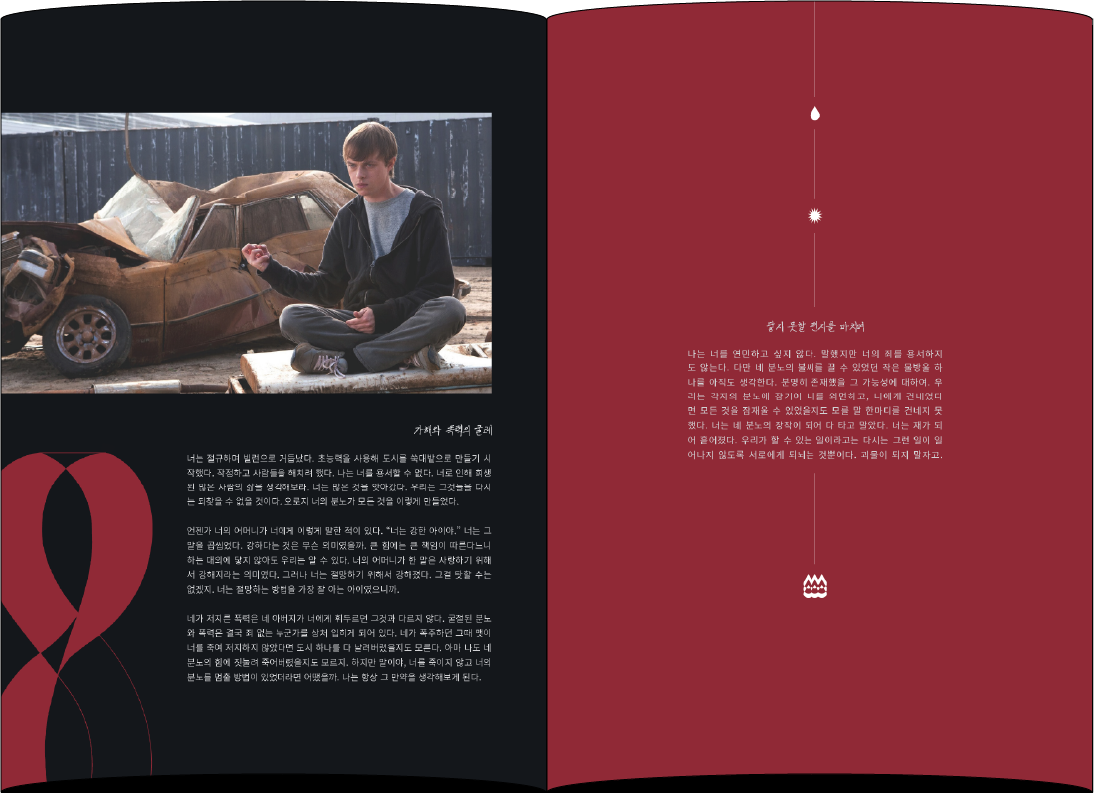 가해와 폭력의 굴레
너는 절규하며 빌런으로 거듭났다. 초능력을 사용해 도시를 쑥대밭으로 만들기 시
작했다. 작정하고 사람들을 해치려 했다. 나는 너를 용서할 수 없다. 너로 인해 희생
된 많은 사람의 삶을 생각해보라. 너는 많은 것을 앗아갔다. 우리는 그것들을 다시
는 되찾을 수 없을 것이다. 오로지 너의 분노가 모든 것을 이렇게 만들었다.
언젠가 너의 어머니가 너에게 이렇게 말한 적이 있다. “너는 강한 아이야.” 너는 그
말을 곱씹었다. 강하다는 것은 무슨 의미였을까. 큰 힘에는 큰 책임이 따른다느니
하는 대의에 닿지 않아도 우리는 알 수 있다. 너의 어머니가 한 말은 사랑하기 위해
서 강해지라는 의미였다. 그러나 너는 절망하기 위해서 강해졌다. 그걸 탓할 수는
없겠지. 너는 절망하는 방법을 가장 잘 아는 아이였으니까.
네가 저지른 폭력은 네 아버지가 너에게 휘두르던 그것과 다르지 않다. 굴절된 분노
와 폭력은 결국 죄 없는 누군가를 상처 입히게 되어 있다. 네가 폭주하던 그때 맷이
너를 죽여 저지하지 않았다면 도시 하나를 다 날려버렸을지도 모른다. 아마 나도 네
분노의 힘에 짓눌려 죽어버렸을지도 모르지. 하지만 말이야, 너를 죽이지 않고 너의
분노를 멈출 방법이 있었더라면 어땠을까. 나는 항상 그 만약을 생각해보게 된다.
못할 편지를 마치며
나는 너를 연민하고 싶지 않다. 말했지만 너의 죄를 용서하지
도 않는다. 다만 네 분노의 불씨를 끌 수 있었던 작은 물방울 하
나를 아직도 생각한다. 분명히 존재했을 그 가능성에 대하여. 우
리는 각자의 분노에 잠기어 너를 외면하고, 너에게 건네었다
면 모든 것을 잠재울 수 있었을지도 모를 말 한마디를 건네지 못
했다. 너는 네 분노의 장작이 되어 다 타고 말았다. 너는 재가 되
어 흩어졌다. 우리가 할 수 있는 일이라고는 다시는 그런 일이 일
어나지 않도록 서로에게 되뇌는 것뿐이다. 괴물이 되지 말자고.